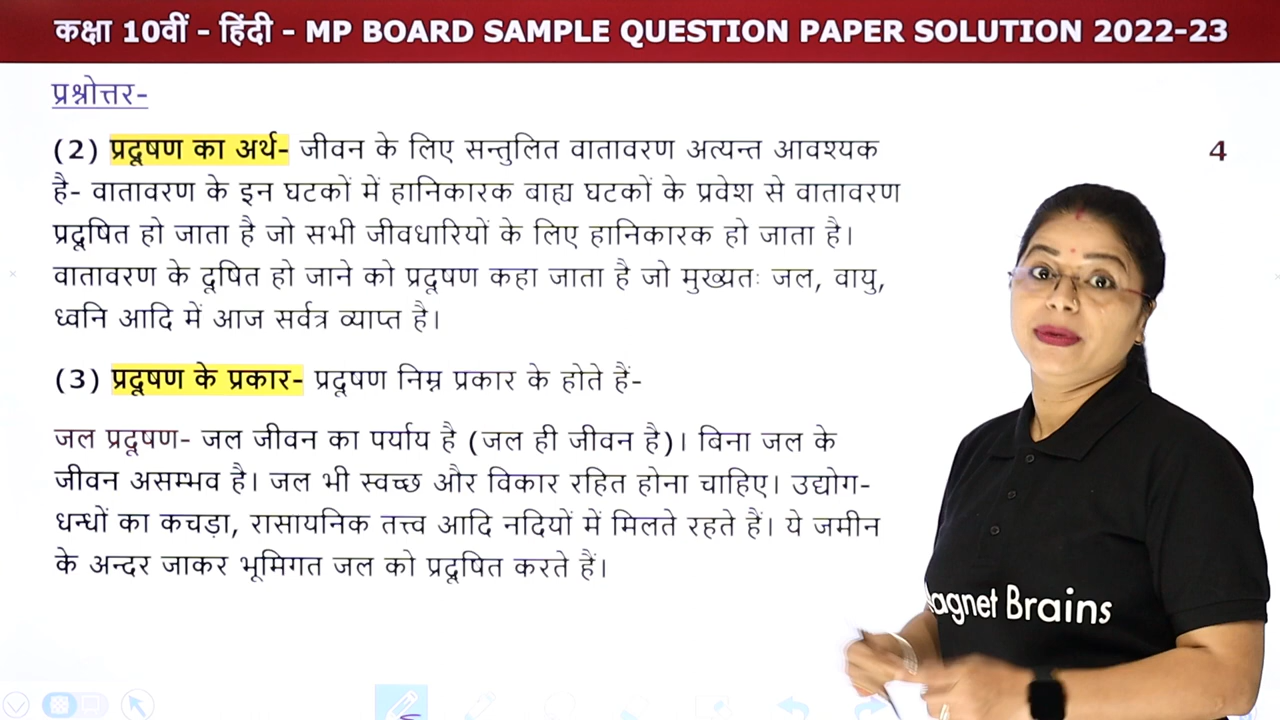 कक्षा 10वीं - हिंदी - MP BOARD SAMPLE QUESTION PAPER SOLUTION 2022-23
प्रश्नोत्तर-
(2) प्रदूषण का अर्थ- जीवन के लिए सन्तुलित वातावरण अत्यन्त आवश्यक
4
है- वातावरण के इन घटकों में हानिकारक बाह्य घटकों के प्रवेश से वातावरण
प्रदूषित हो जाता है जो सभी जीवधारियों के लिए हानिकारक हो जाता है।
वातावरण के दूषित हो जाने को प्रदूषण कहा जाता है जो मुख्यतः जल, वायु,
ध्वनि आदि में आज सर्वत्र व्याप्त है।
(3) प्रदूषण के प्रकार- प्रदूषण निम्न प्रकार के होते हैं-
जल प्रदूषण- जल जीवन का पर्याय है (जल ही जीवन है)। बिना जल के
जीवन असम्भव है। जल भी स्वच्छ और विकार रहित होना चाहिए। उद्योग-
धन्धों का कचड़ा, रासायनिक तत्त्व आदि नदियों में मिलते रहते हैं। ये जमीन
के अन्दर जाकर भूमिगत जल को प्रदूषित करते हैं।
Brains